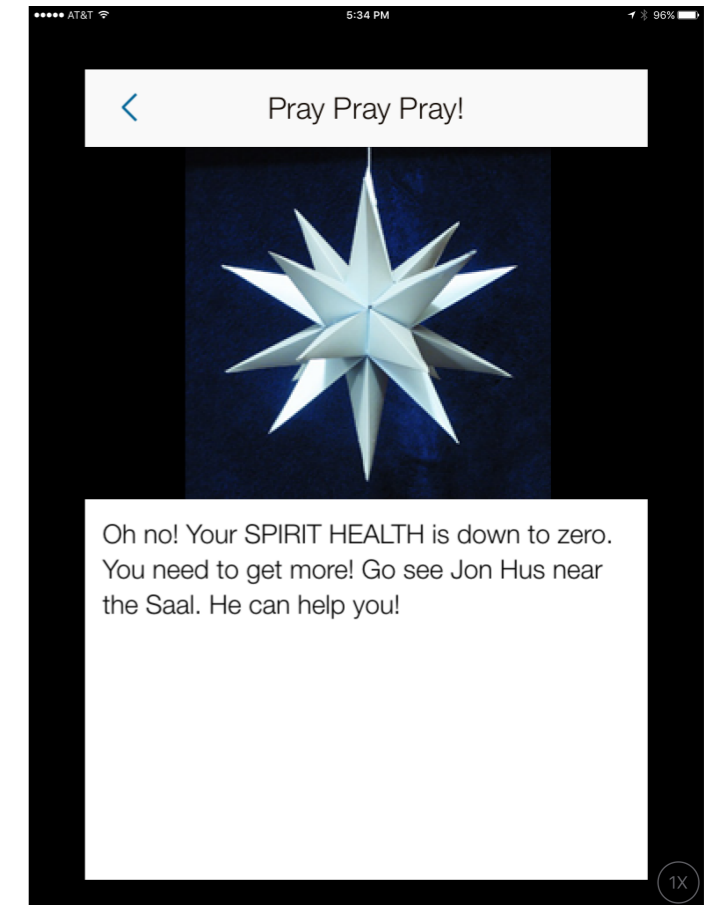 AT&T 5:34 PM 96%
Pray Pray Pray!
Oh no! Your SPIRIT HEALTH is down to zero.
You need to get more! Go see Jon Hus near
the Saal. He can help you!
1X